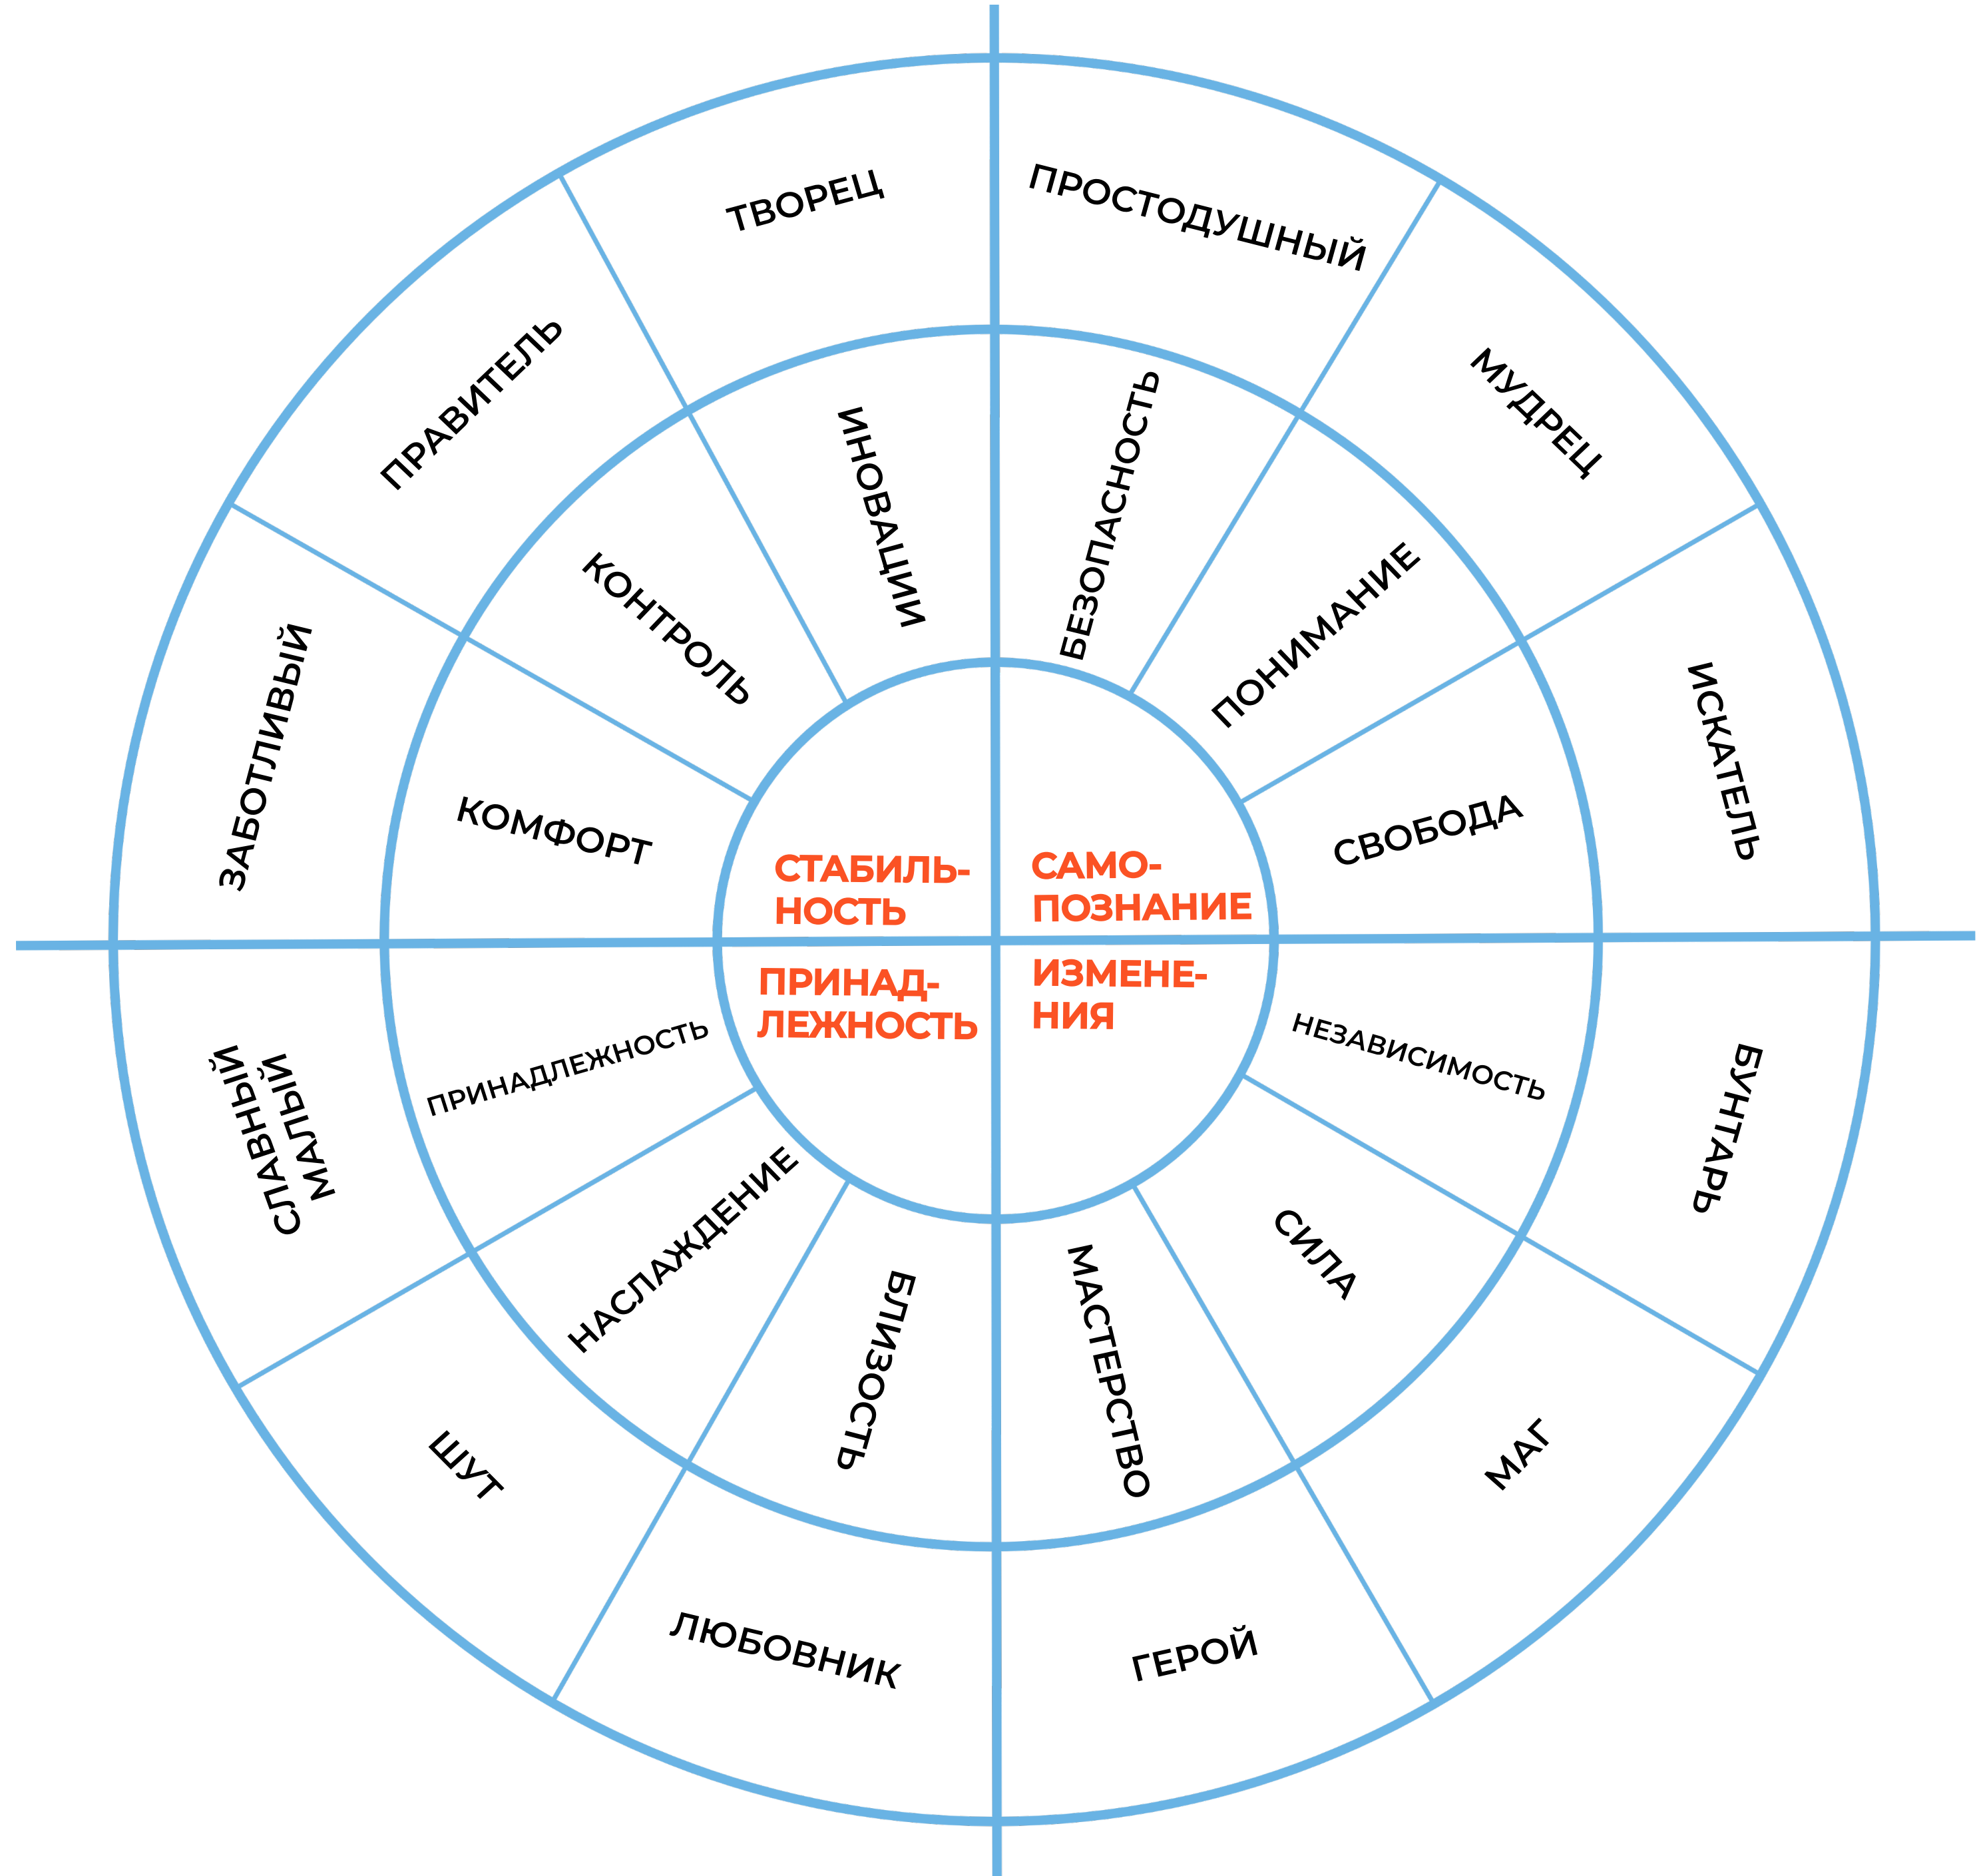 ТВОРЕЦ
ПРОСТОДУШНЫЙ
МУДРЕЦ
ИСКАТЕЛЬ
БУНТАРЬ
МАГ
ГЕРОЙ
ЛЮБОВНИК
ШУТ
СЛАВНЫЙ
МАЛЫЙ
ЗАБОТЛИВЫЙ
ПРАВИТЕЛЬ
ИННОВАЦИИ
БЕЗОПАСНОСТЬ
ПОНИМАНИЕ
СВОБОДА
НЕЗАВИСИМОСТЬ
СИЛА
МАСТЕРСТВО
БЛИЗОСТЬ
НАСЛАЖДЕНИЕ
ПРИНАДЛЕЖНОСТЬ
КОМФОРТ
КОНТРОЛЬ
СТАБИЛЬ-
НОСТЬ
САМО-
ПОЗНАНИЕ
ПРИНАД-
ЛЕЖНОСТЬ
ИЗМЕНЕ-
НИЯ